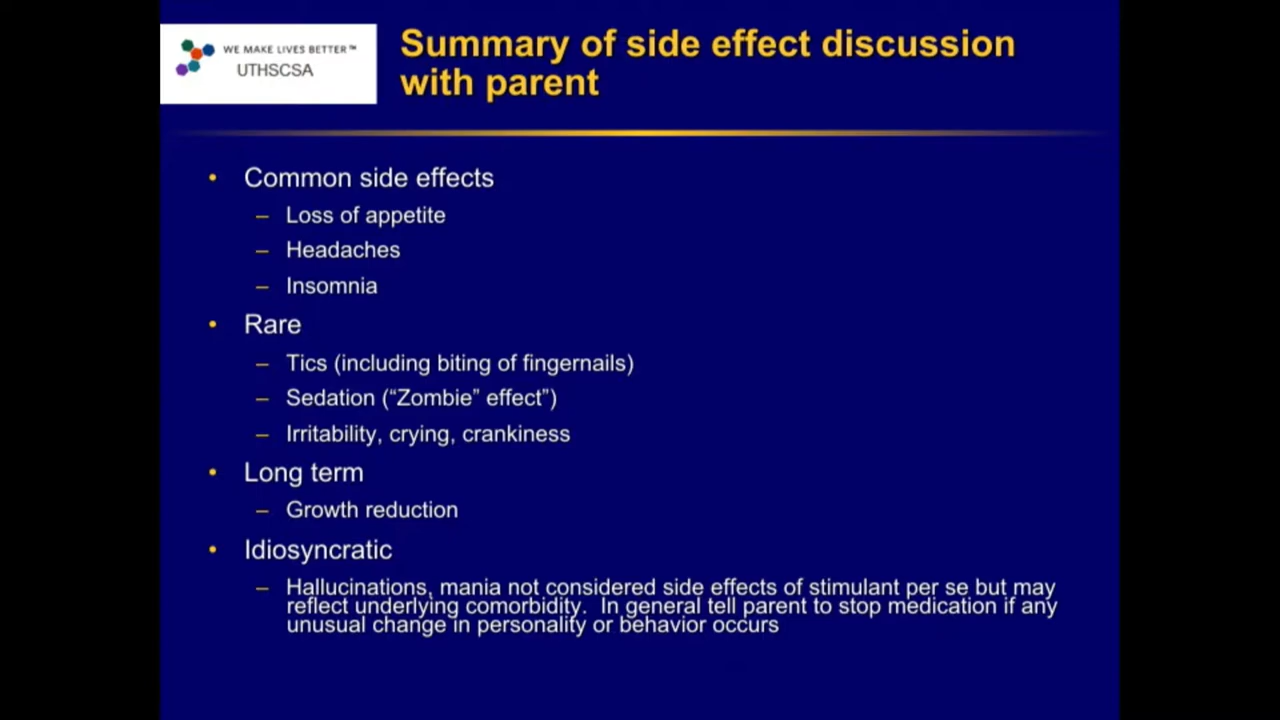 WE MAKE LIVES BETTER™
UTHSCSA
Summary of side effect discussion
with parent
• Common side effects
– Loss of appetite
– Headaches
– Insomnia
• Rare
– Tics (including biting of fingernails)
– Sedation (“Zombie” effect”)
– Irritability, crying, crankiness
• Long term
– Growth reduction
• Idiosyncratic
– Hallucinations, mania not considered side effects of stimulant per se but may
reflect underlying comorbidity.  In general tell parent to stop medication if any
unusual change in personality or behavior occurs